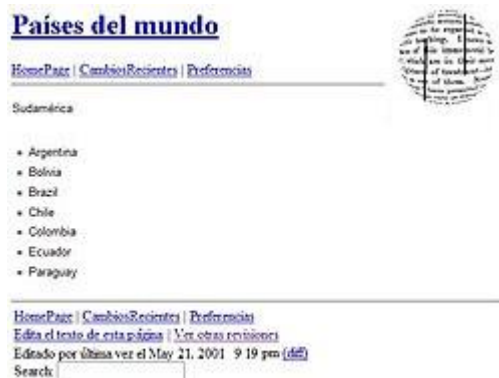 Países del mundo
HomePage | CambiosRecientes | Preferencias
Sudamérica
Argentina
Bolivia
Brazil
Chile
Colombia
Ecuador
Paraguay
HomePage | CambiosRecientes | Preferencias
Edita el texto de esta página | Ver otras revisiones
Editado por última vez el May 21, 2001 9 19 pm (diff)
Search: